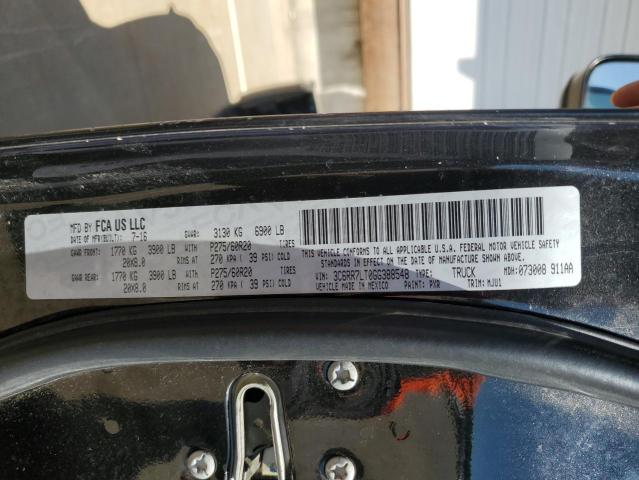 MFD BY FCA US LLC GVWR: 3130 KG 6900 LB
DATE OF MFR(BUILT): 7-16
GAWR FRONT: 1770 KG 3900 LB WITH P275/60R20
20X8.0 RIMS AT 270 KPA ( 39 PSI) COLD
GAWR REAR: 1770 KG 3900 LB WITH P275/60R20
20X8.0 RIMS AT 270 KPA ( 39 PSI) COLD
THIS VEHICLE CONFORMS TO ALL APPLICABLE U.S.A. FEDERAL MOTOR VEHICLE SAFETY
STANDARDS IN EFFECT ON THE DATE OF MANUFACTURE SHOWN ABOVE.
VIN: 3C6RR7LT0GG388548 TYPE: TRUCK MDH: 073008 911AA
VEHICLE MADE IN MEXICO PAINT: PXR TRIM: MJU1